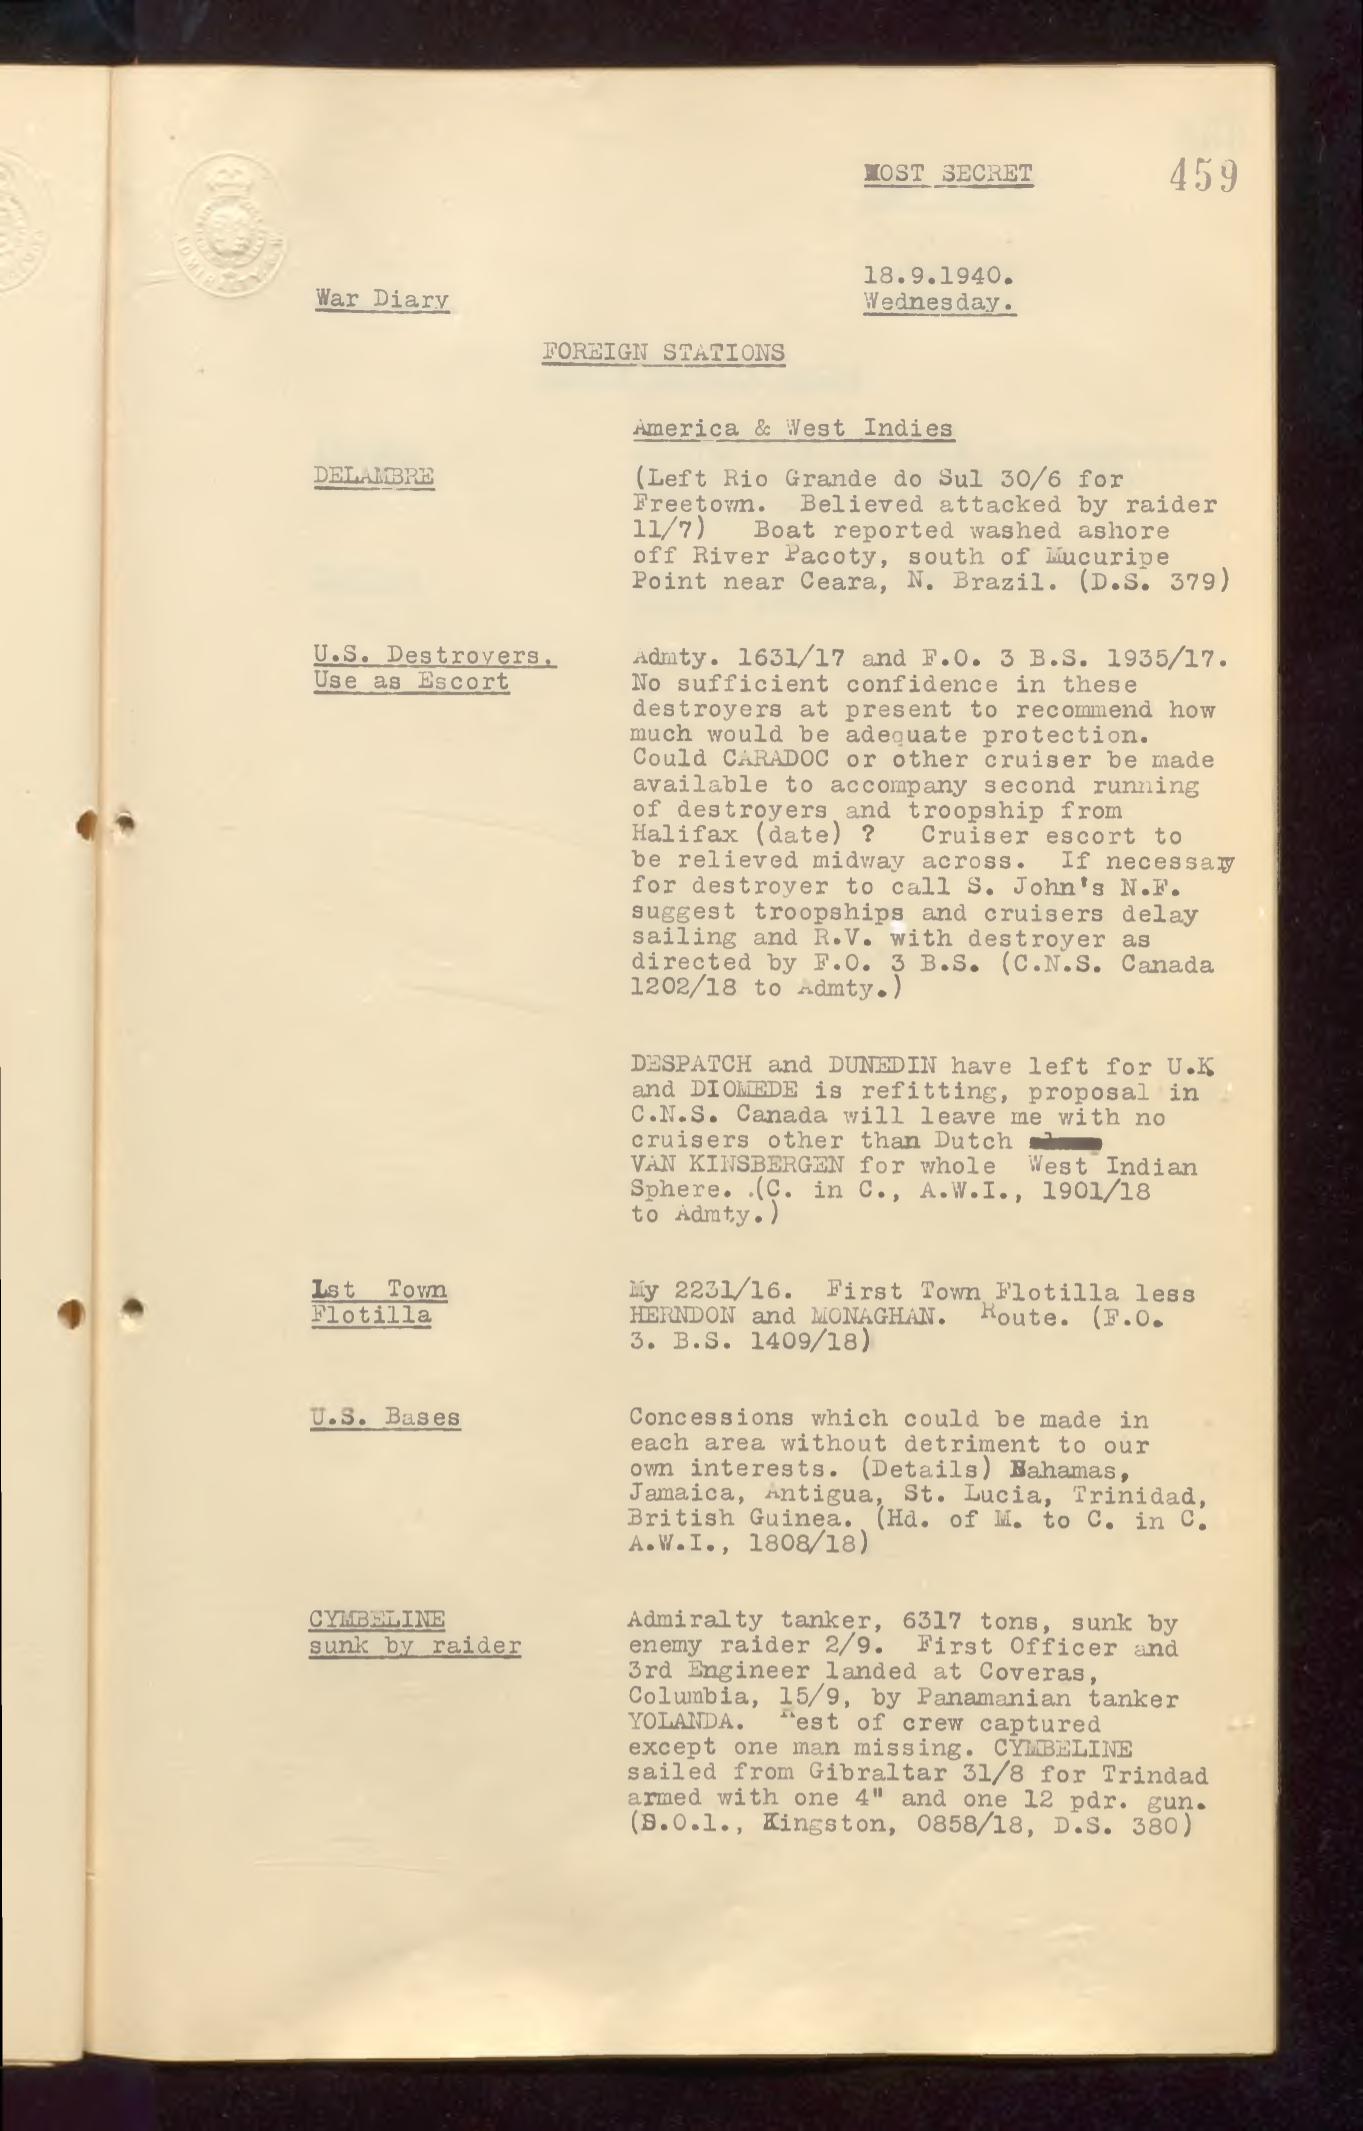 MOST SECRET
459
18.9.1940.
War Diary
Wednesday.
FOREIGN STATIONS
America & West Indies
DELAMBRE
(Left Rio Grande do Sul 30/6 for
Freetown. Believed attacked by raider
11/7) Boat reported washed ashore
off River Pacoty, south of Mucuripe
Point near Ceara, N. Brazil. (D.S. 379)
U.S. Destroyers.
Use as Escort
Admty. 1631/17 and F.O. 3 B.S. 1935/17.
No sufficient confidence in these
destroyers at present to recommend how
much would be adequate protection.
Could CARADOC or other cruiser be made
available to accompany second running
of destroyers and troopship from
Halifax (date) ? Cruiser escort to
be relieved midway across. If necessary
for destroyer to call S. John's N.F.
suggest troopships and cruisers delay
sailing and R.V. with destroyer as
directed by F.O. 3 B.S. (C.N.S. Canada
1202/18 to Admty.)
DESPATCH and DUNEDIN have left for U.K
and DIOMEDE is refitting, proposal in
C.N.S. Canada will leave me with no
cruisers other than Dutch
VAN KINSBERGEN for whole West Indian
Sphere. .(C. in C., A.W.I., 1901/18
to Admty.)
1st Town
Flotilla
My 2231/16. First Town Flotilla less
HERNDON and MONAGHAN. Route. (F.O.
3. B.S. 1409/18)
U.S. Bases
Concessions which could be made in
each area without detriment to our
own interests. (Details) Bahamas,
Jamaica, Antigua, St. Lucia, Trinidad,
British Guinea. (Hd. of M. to C. in C.
A.W.I., 1808/18)
CYMBELINE
sunk by raider
Admiralty tanker, 6317 tons, sunk by
enemy raider 2/9. First Officer and
3rd Engineer landed at Coveras,
Columbia, 15/9, by Panamanian tanker
YOLANDA. Rest of crew captured
except one man missing. CYMBELINE
sailed from Gibraltar 31/8 for Trindad
armed with one 4" and one 12 pdr. gun.
(S.O.1., Kingston, 0858/18, D.S. 380)